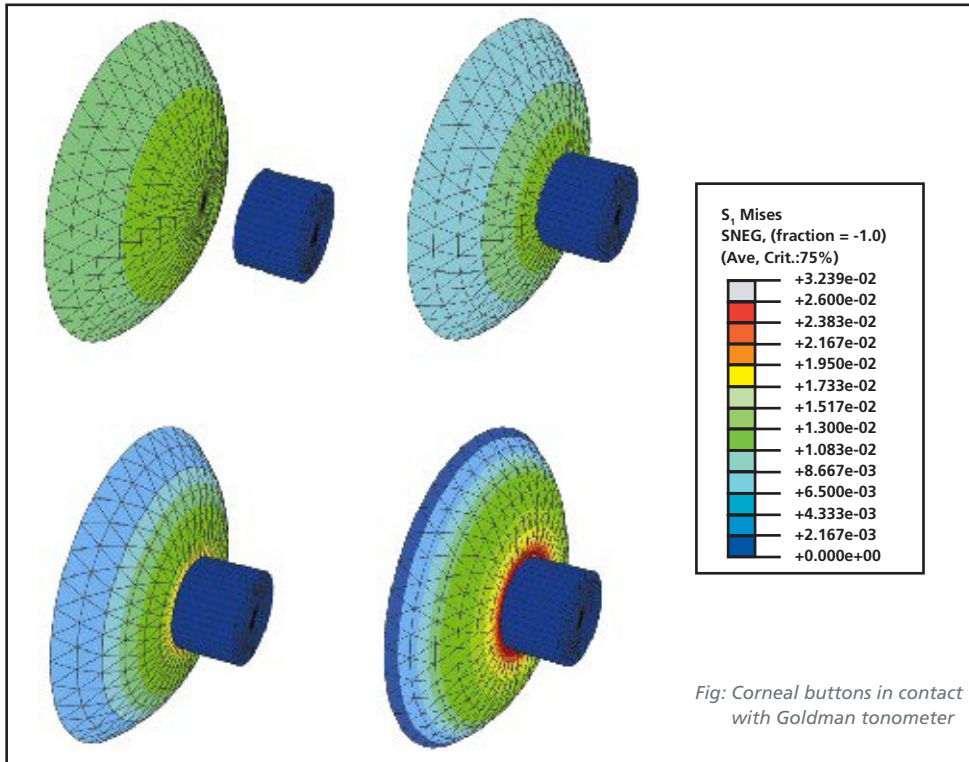 S₁ Mises
SNEG, (fraction = -1.0)
(Ave, Crit.:75%)
+3.239e-02
+2.600e-02
+2.383e-02
+2.167e-02
+1.950e-02
+1.733e-02
+1.517e-02
+1.300e-02
+1.083e-02
+8.667e-03
+6.500e-03
+4.333e-03
+2.167e-03
+0.000e+00
Fig: Corneal buttons in contact
with Goldman tonometer